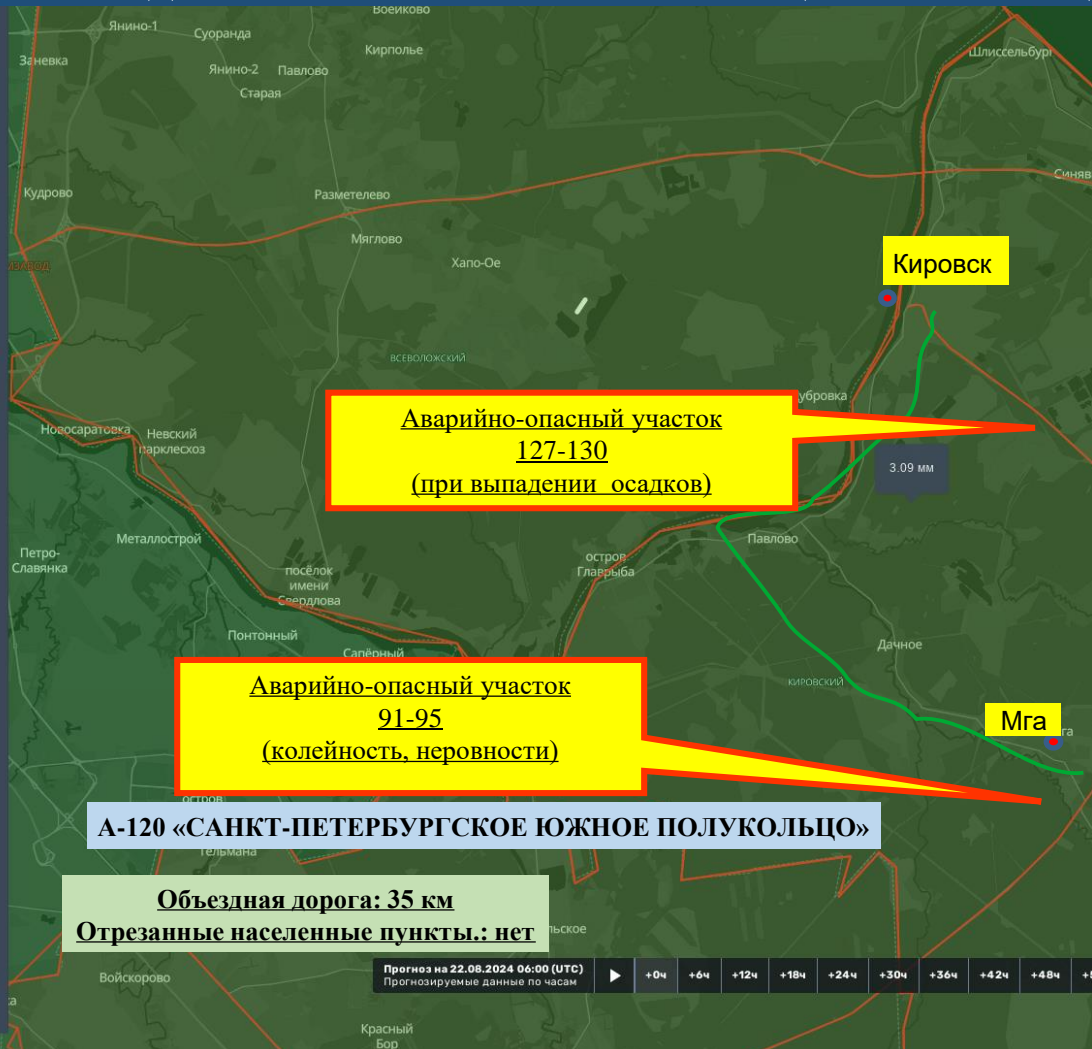 Воейково
Янино-1
Суоранда
Заневка
Кирполье
Шлиссельбург
Янино-2
Павлово
Старая
Синяв
Кудрово
Разметелево
Мяглово
Хапо-Ое
Кировск
ВСЕВОЛОЖСКИЙ
убровка
Аварийно-опасный участок
127-130
(при выпадении осадков)
Новосаратовка
Невский
парклесхоз
3.09 мм
Металлострой
Павлово
Петро-
Славянка
остров
Главрыба
посёлок
имени
Свердлова
Понтонный
Сапёрный
Дачное
КИРОВСКИЙ
Аварийно-опасный участок
91-95
(колейность, неровности)
Мга
га
остров
А-120 «САНКТ-ПЕТЕРБУРГСКОЕ ЮЖНОЕ ПОЛУКОЛЬЦО»
Тельмана
Объездная дорога: 35 км
Отрезанные населенные пункты.: нет
льское
Войскорово
Прогноз на 22.08.2024 06:00 (UTC)
Прогнозируемые данные по часам
+0ч +6ч +12ч +18ч +24ч +30ч +36ч +42ч +48ч
Красный
Бор